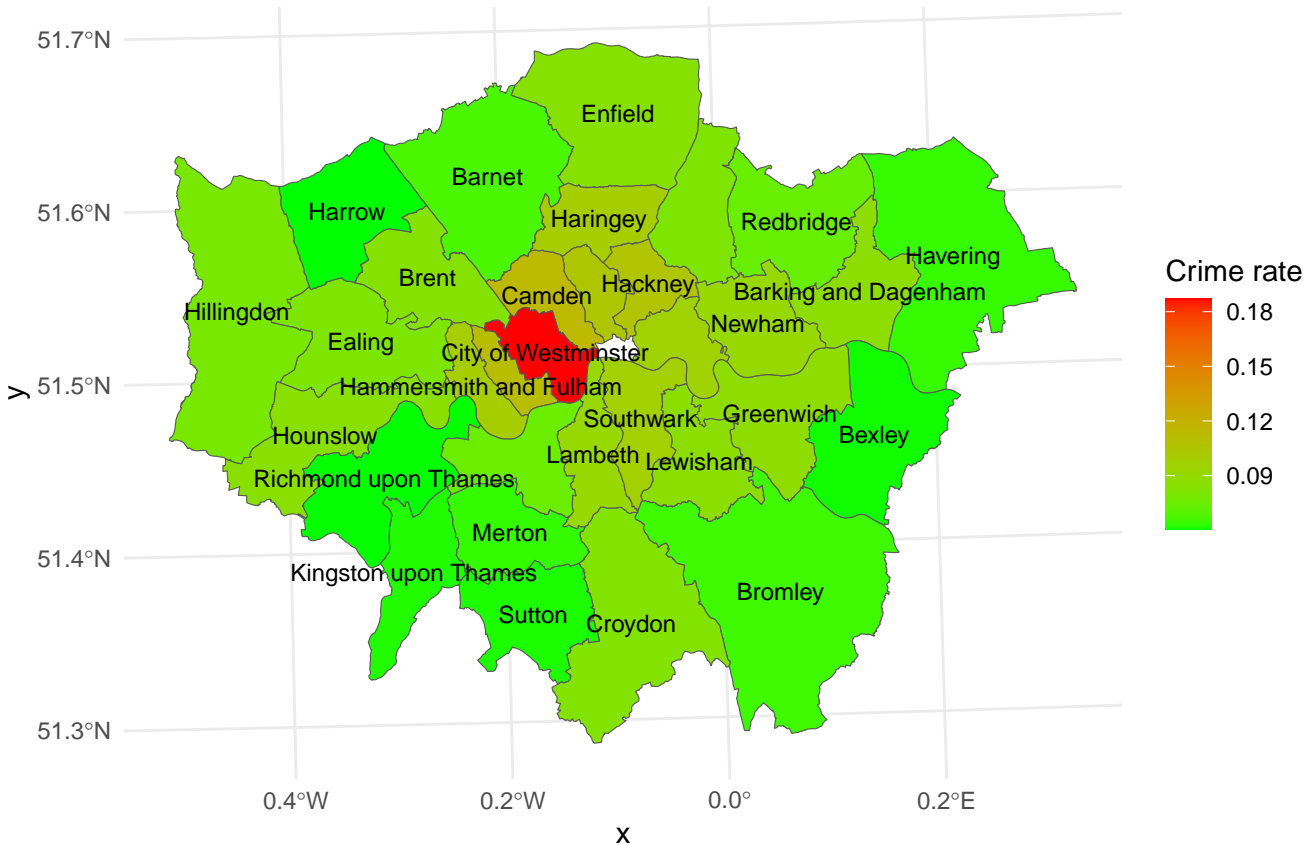 51.7°N
Enfield
Barnet
51.6°N
Harrow
Haringey
Redbridge
Havering
Crime rate
Brent
Hackney
Barking and Dagenham
Camden
Hillingdon
0.18
Newham
Ealing
City of Westminster
0.15
51.5°N
Hammersmith and Fulham
y
Greenwich
Southwark
0.12
Hounslow
Bexley
Lambeth
Lewisham
0.09
Richmond upon Thames
Merton
51.4°N
Kingston upon Thames
Bromley
Sutton
Croydon
51.3°N
0.4°W
0.2°W
0.0°
0.2°E
x